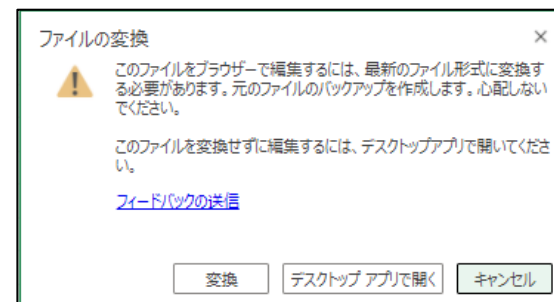 ファイルの変換
このファイルをブラウザーで編集するには、最新のファイル形式に変換す
る必要があります。元のファイルのバックアップを作成します。心配しない
でください。
このファイルを変換せずに編集するには、デスクトップアプリで開いてくださ
い。
フィードバックの送信
変換
デスクトップ アプリで開く
キャンセル